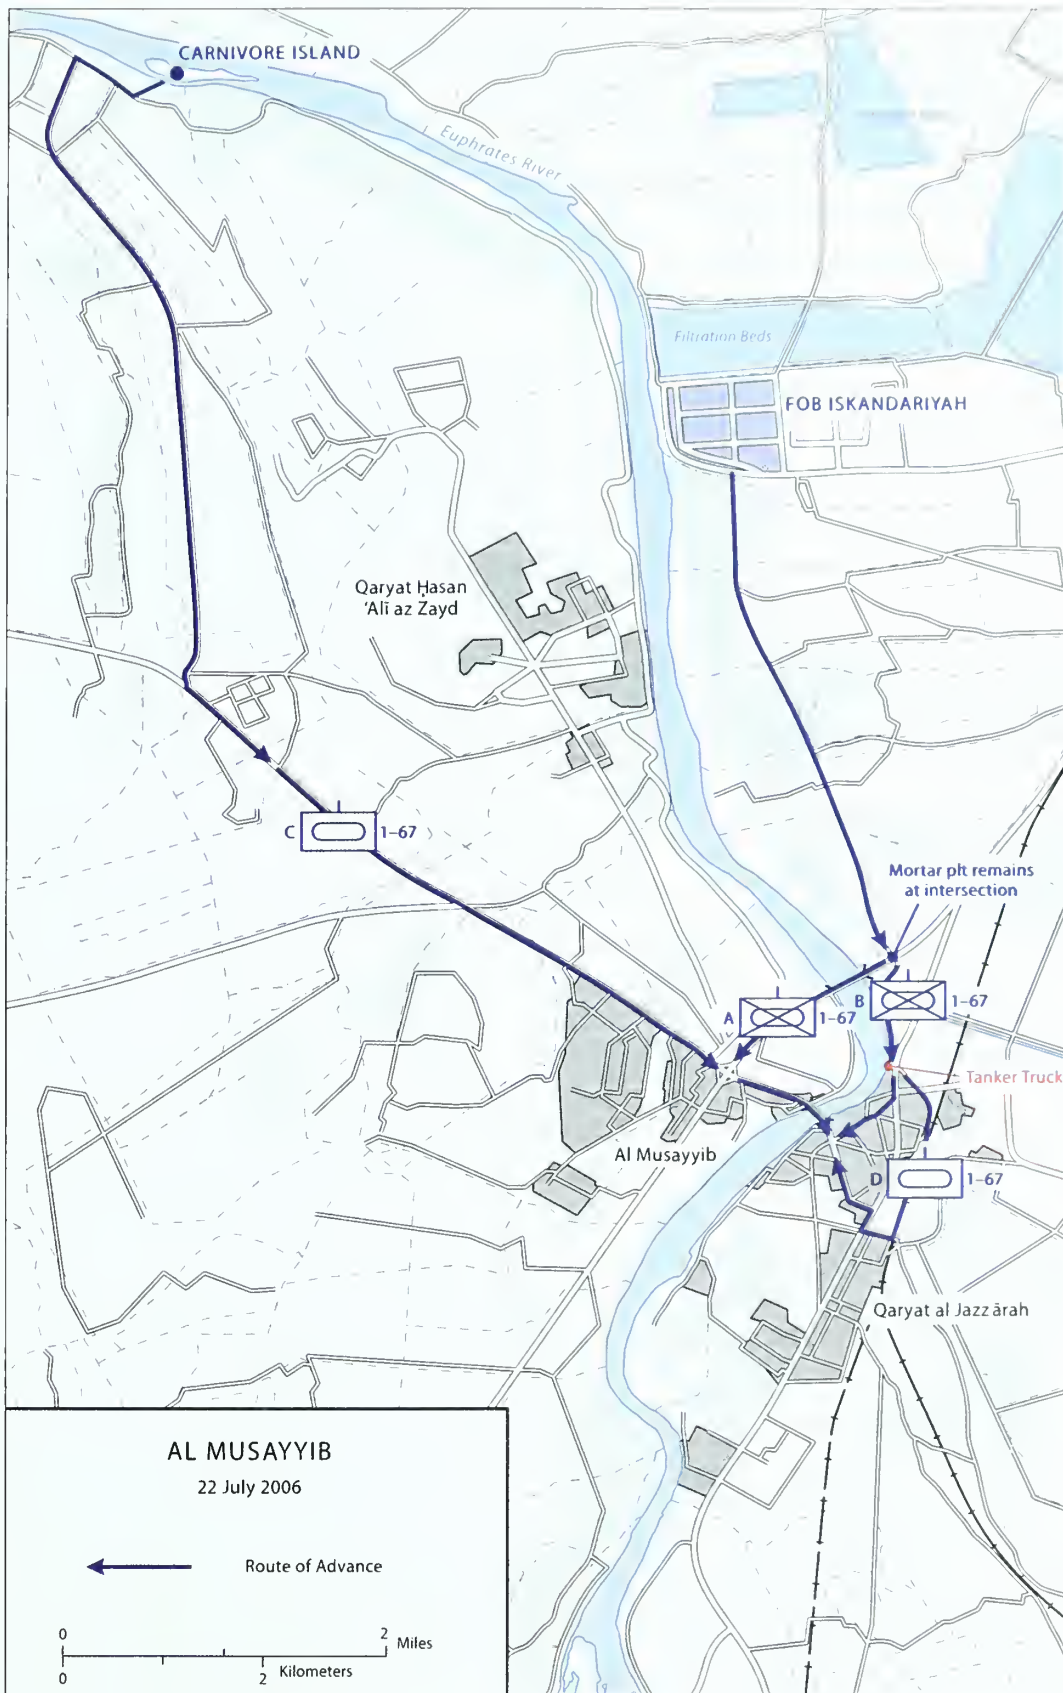 CARNIVORE ISLAND
Euphrates River
Filtration Beds
FOB ISKANDARIYAH
Qaryat Ḥasan
'Alī az Zayd
C
1–67
Mortar plt remains
at intersection
A
1–67
B
1–67
Tanker Truck
Al Musayyib
D
1–67
Qaryat al Jazzārah
AL MUSAYYIB
22 July 2006
Route of Advance
0
2
Miles
0
2
Kilometers